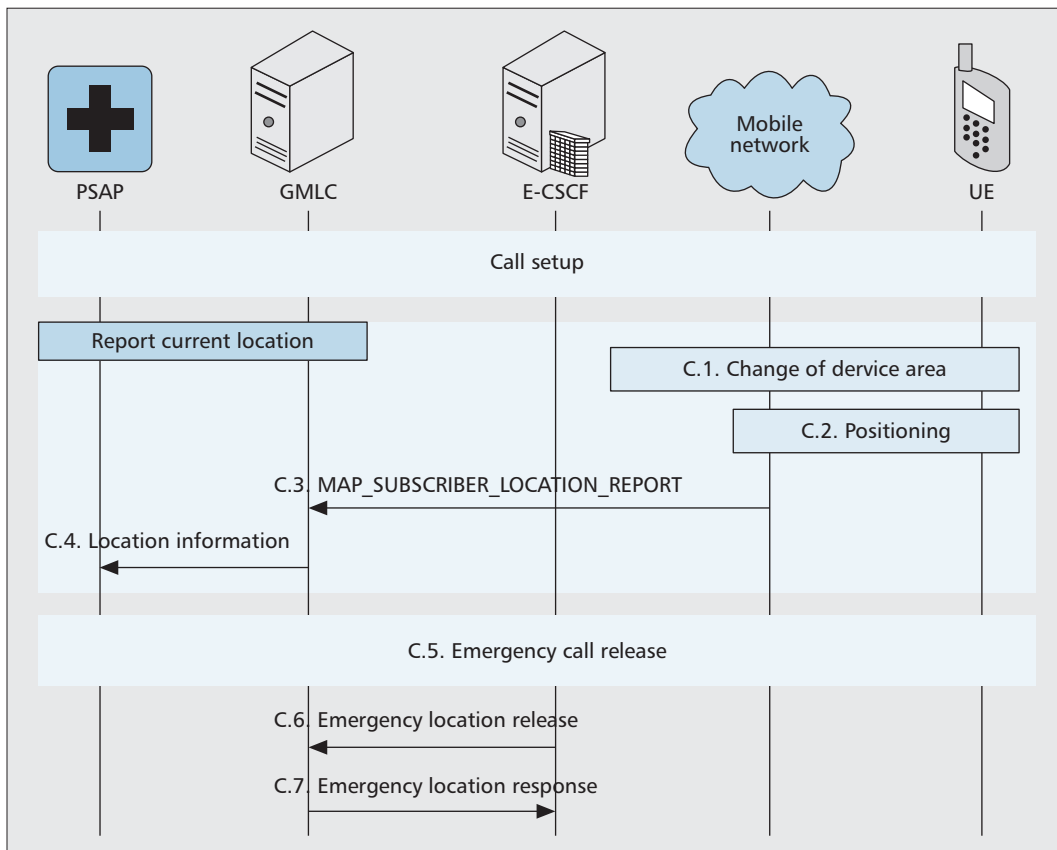 PSAP
GMLC
E-CSCF
Mobile
network
UE
Call setup
Report current location
C.1. Change of dervice area
C.2. Positioning
C.3. MAP_SUBSCRIBER_LOCATION_REPORT
C.4. Location information
C.5. Emergency call release
C.6. Emergency location release
C.7. Emergency location response